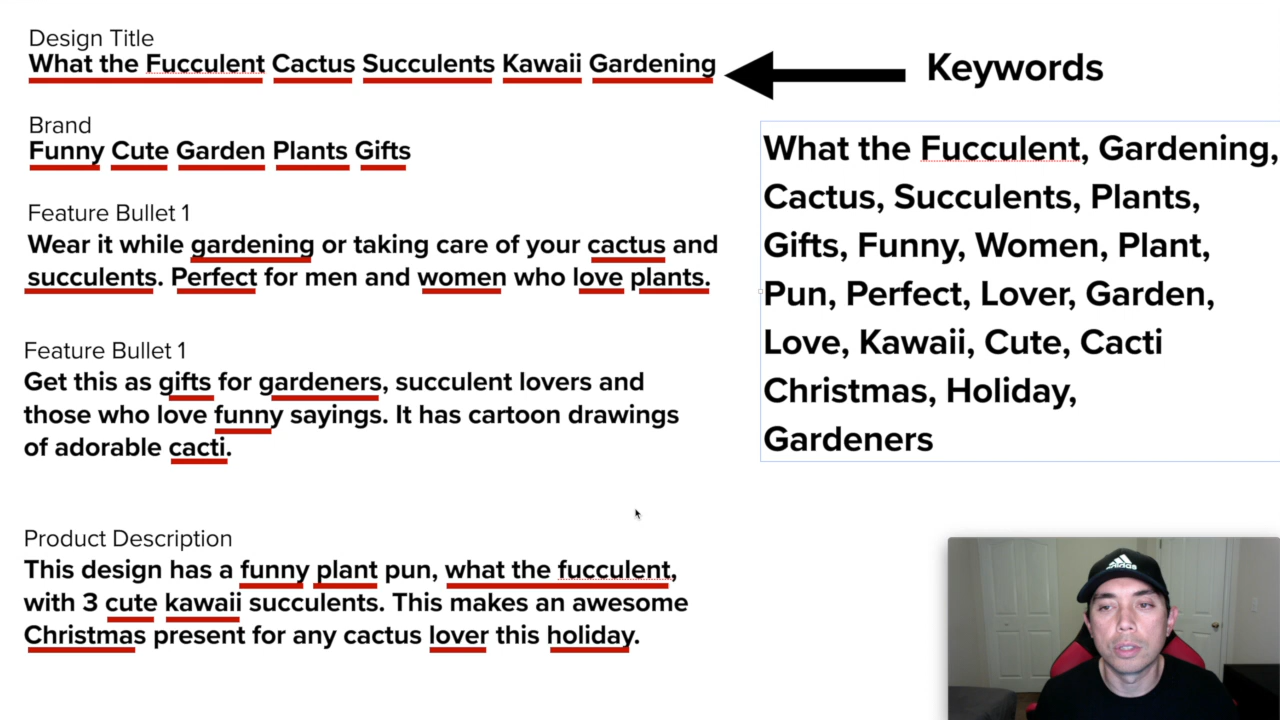 Design Title
What the Fucculent Cactus Succulents Kawaii Gardening
Keywords
Brand
Funny Cute Garden Plants Gifts
Feature Bullet 1
Wear it while gardening or taking care of your cactus and
succulents. Perfect for men and women who love plants.
Feature Bullet 1
Get this as gifts for gardeners, succulent lovers and
those who love funny sayings. It has cartoon drawings
of adorable cacti.
Product Description
This design has a funny plant pun, what the fucculent,
with 3 cute kawaii succulents. This makes an awesome
Christmas present for any cactus lover this holiday.
What the Fucculent, Gardening,
Cactus, Succulents, Plants,
Gifts, Funny, Women, Plant,
Pun, Perfect, Lover, Garden,
Love, Kawaii, Cute, Cacti
Christmas, Holiday,
Gardeners
adidas